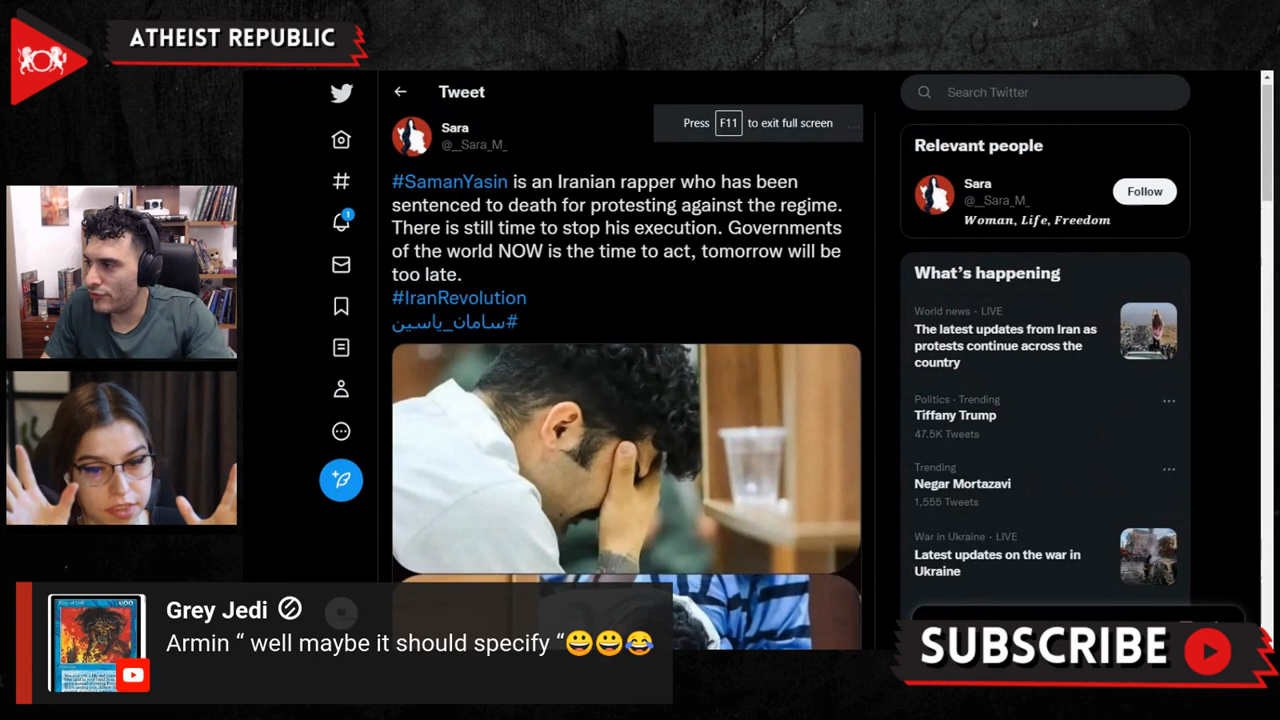 ATHEIST REPUBLIC
Tweet
Press F11 to exit full screen
Sara
@__Sara_M_
#SamanYasin is an Iranian rapper who has been
sentenced to death for protesting against the regime.
There is still time to stop his execution. Governments
of the world NOW is the time to act, tomorrow will be
too late.
#IranRevolution
#سامان_یاسین
Search Twitter
Relevant people
Sara
@__Sara_M_
Follow
Woman, Life, Freedom
What's happening
World news · LIVE
The latest updates from Iran as
protests continue across the
country
Politics · Trending
Tiffany Trump
47.5K Tweets
Trending
Negar Mortazavi
1,555 Tweets
War in Ukraine · LIVE
Latest updates on the war in
Ukraine
1
Grey Jedi
Armin “ well maybe it should specify “😀😀😂
SUBSCRIBE